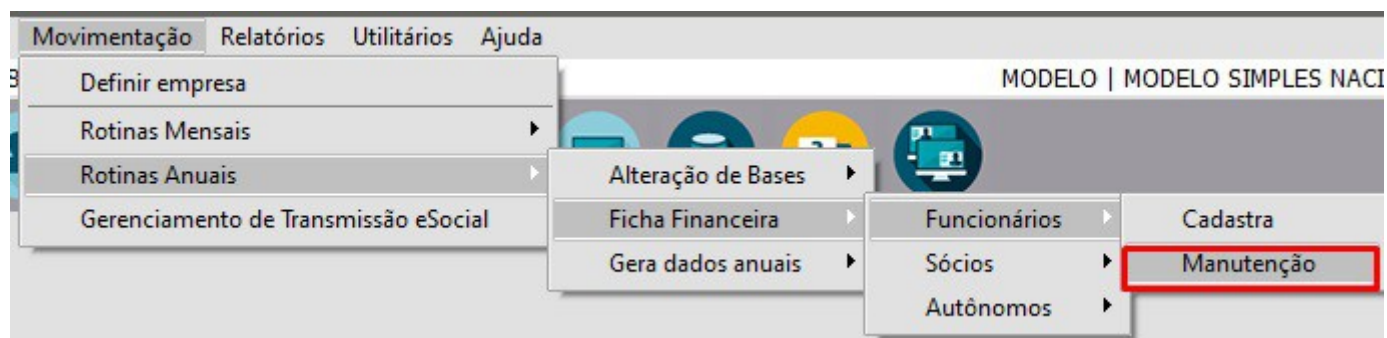 Movimentação Relatórios Utilitários Ajuda
Definir empresa
MODELO | MODELO SIMPLES NACI
Rotinas Mensais
Rotinas Anuais
Alteração de Bases
Gerenciamento de Transmissão eSocial
Ficha Financeira
Funcionários
Cadastra
Gera dados anuais
Sócios
Manutenção
Autônomos